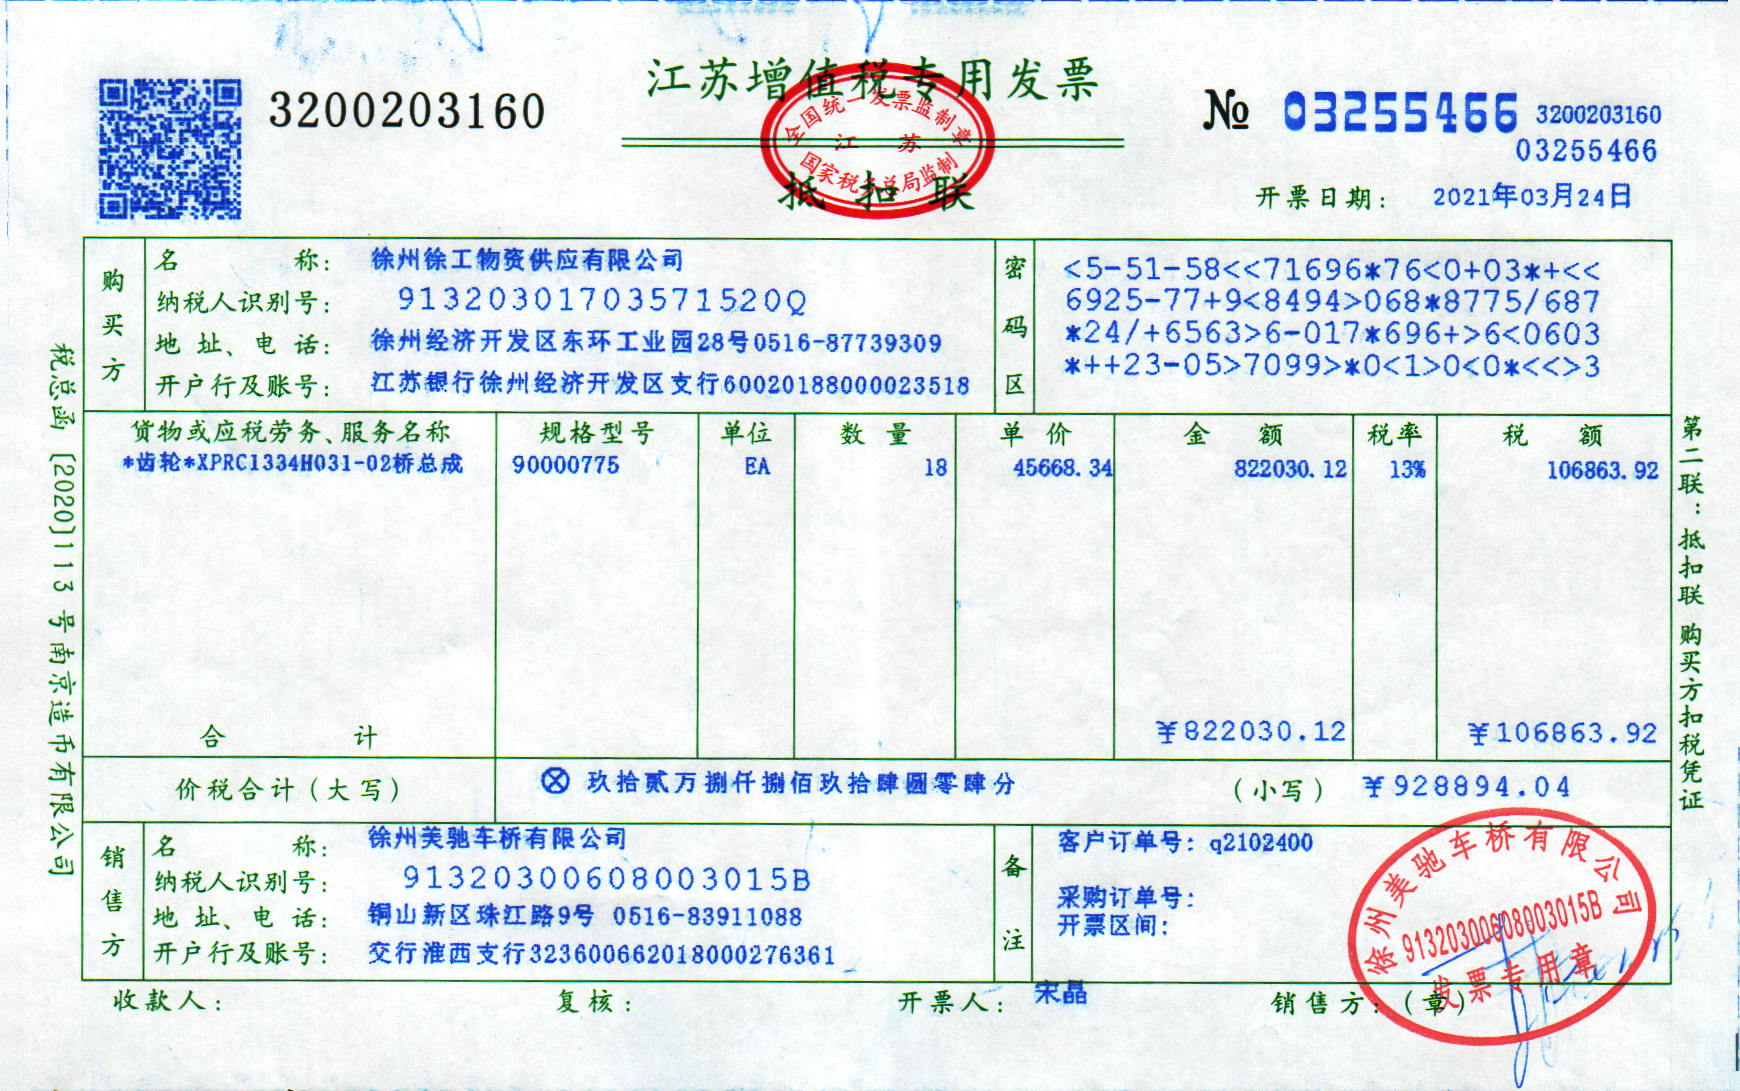 江苏增值税专用发票
抵扣联
全国统一发票监制章
江苏
国家税务总局监制
3200203160
№ 03255466 3200203160
03255466
开票日期: 2021年03月24日
购买方
名称: 徐州徐工物资供应有限公司
纳税人识别号: 91320301703571520Q
地址、电话: 徐州经济开发区东环工业园28号0516-87739309
开户行及账号: 江苏银行徐州经济开发区支行60020188000023518
密码区
<5-51-58<<71696*76<0+03*+<<
6925-77+9<8494>068*8775/687
*24/+6563>6-017*696+>6<0603
*++23-05>7099>*0<1>0<0*<<>3
货物或应税劳务、服务名称 规格型号 单位 数量 单价 金额 税率 税额
*齿轮*XPRC1334H031-02桥总成 90000775 EA 18 45668.34 822030.12 13% 106863.92
合计 ¥822030.12 ¥106863.92
价税合计(大写) ⊗玖拾贰万捌仟捌佰玖拾肆圆零肆分 (小写) ¥928894.04
销售方
名称: 徐州美驰车桥有限公司
纳税人识别号: 91320300608003015B
地址、电话: 铜山新区珠江路9号 0516-83911088
开户行及账号: 交行淮西支行323600662018000276361
备注
客户订单号: q2102400
采购订单号:
开票区间:
收款人: 复核: 开票人: 宋晶 销售方:(章)
徐州美驰车桥有限公司
91320300608003015B
发票专用章
税总函[2020]113号南京造币有限公司
第二联:抵扣联 购买方扣税凭证